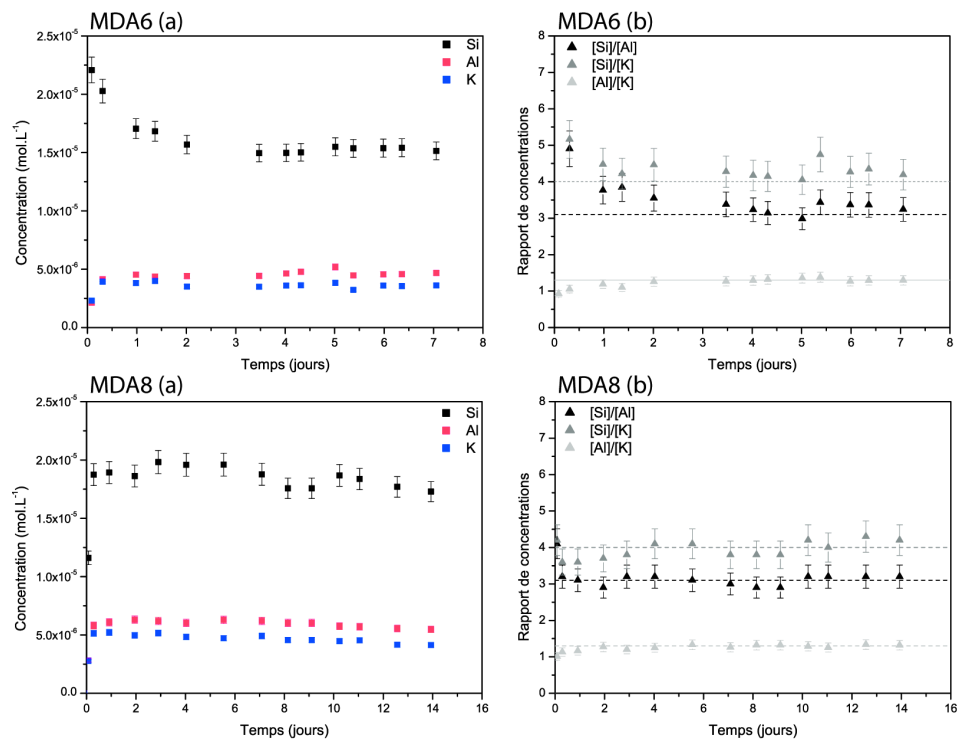 MDA6 (a)
2.5x10⁻⁵
2.0x10⁻⁵
1.5x10⁻⁵
5.0x10⁻⁶
0.0
Concentration (mol.L⁻¹)
Si
Al
K
0 1 2 3 4 5 6 7 8
Temps (jours)
MDA6 (b)
8
7
6
5
4
3
2
1
0
Rapport de concentrations
[Si]/[Al]
[Si]/[K]
[Al]/[K]
0 1 2 3 4 5 6 7 8
Temps (jours)
MDA8 (a)
2.5x10⁻⁵
2.0x10⁻⁵
1.5x10⁻⁵
1.0x10⁻⁵
5.0x10⁻⁶
0.0
Concentration (mol.L⁻¹)
Si
Al
K
0 2 4 6 8 10 12 14 16
Temps (jours)
MDA8 (b)
8
7
6
5
4
3
2
1
0
Rapport de concentrations
[Si]/[Al]
[Si]/[K]
[Al]/[K]
0 2 4 6 8 10 12 14 16
Temps (jours)